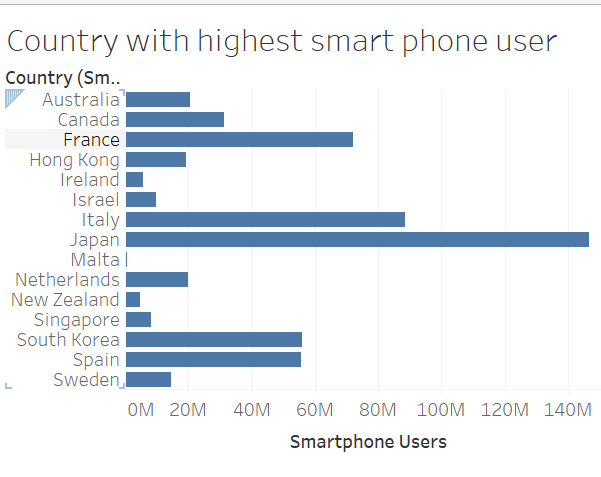 Country with highest smart phone user
Country (Sm..
Australia
Canada
France
Hong Kong
Ireland
Israel
Italy
Japan
Malta
Netherlands
New Zealand
Singapore
South Korea
Spain
Sweden
0M 20M 40M 60M 80M 100M 120M 140M
Smartphone Users